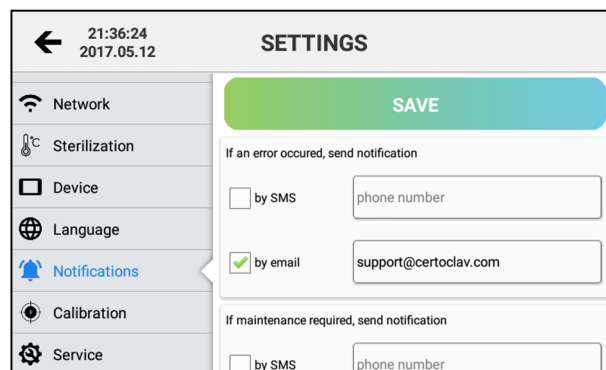 21:36:24
2017.05.12
SETTINGS
Network
°C
Sterilization
Device
Language
Notifications
Calibration
Service
SAVE
If an error occured, send notification
by SMS
phone number
by email
support@certoclav.com
If maintenance required, send notification
by SMS
phone number